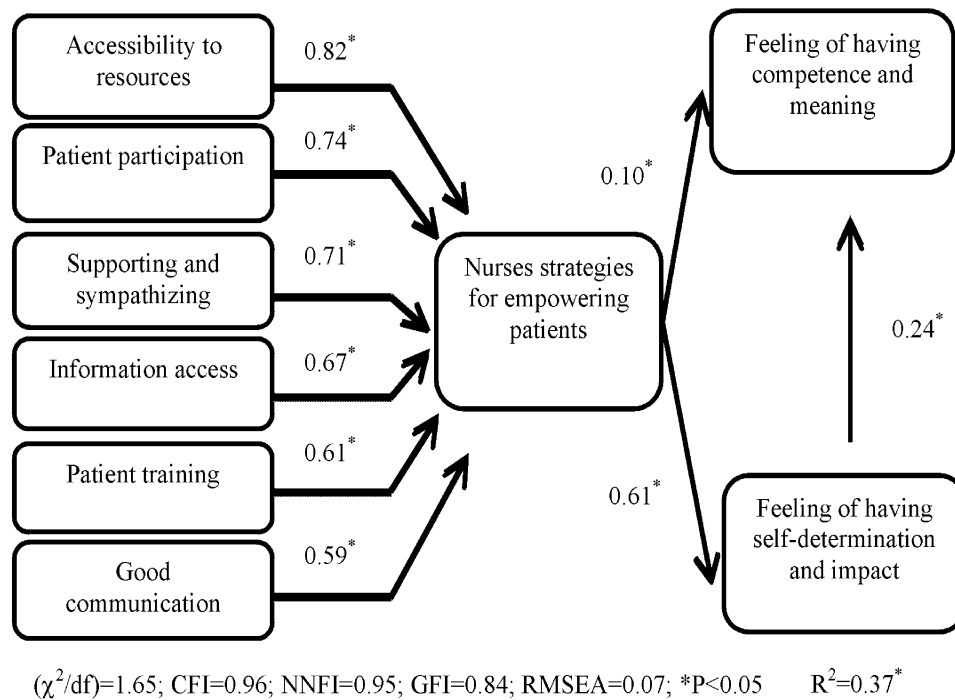 Accessibility to
resources
0.82*
Patient participation
0.74*
Supporting and
sympathizing
0.71*
Information access
0.67*
Patient training
0.61*
Good
communication
0.59*
Nurses strategies
for empowering
patients
0.10*
0.61*
Feeling of having
competence and
meaning
0.24*
Feeling of having
self-determination
and impact
(χ²/df)=1.65; CFI=0.96; NNFI=0.95; GFI=0.84; RMSEA=0.07; *P<0.05 R²=0.37*